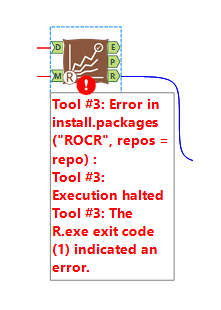 D
E
P
M
R
R
!
Tool #3: Error in
install.packages
("ROCR", repos =
repo) :
Tool #3:
Execution halted
Tool #3: The
R.exe exit code
(1) indicated an
error.